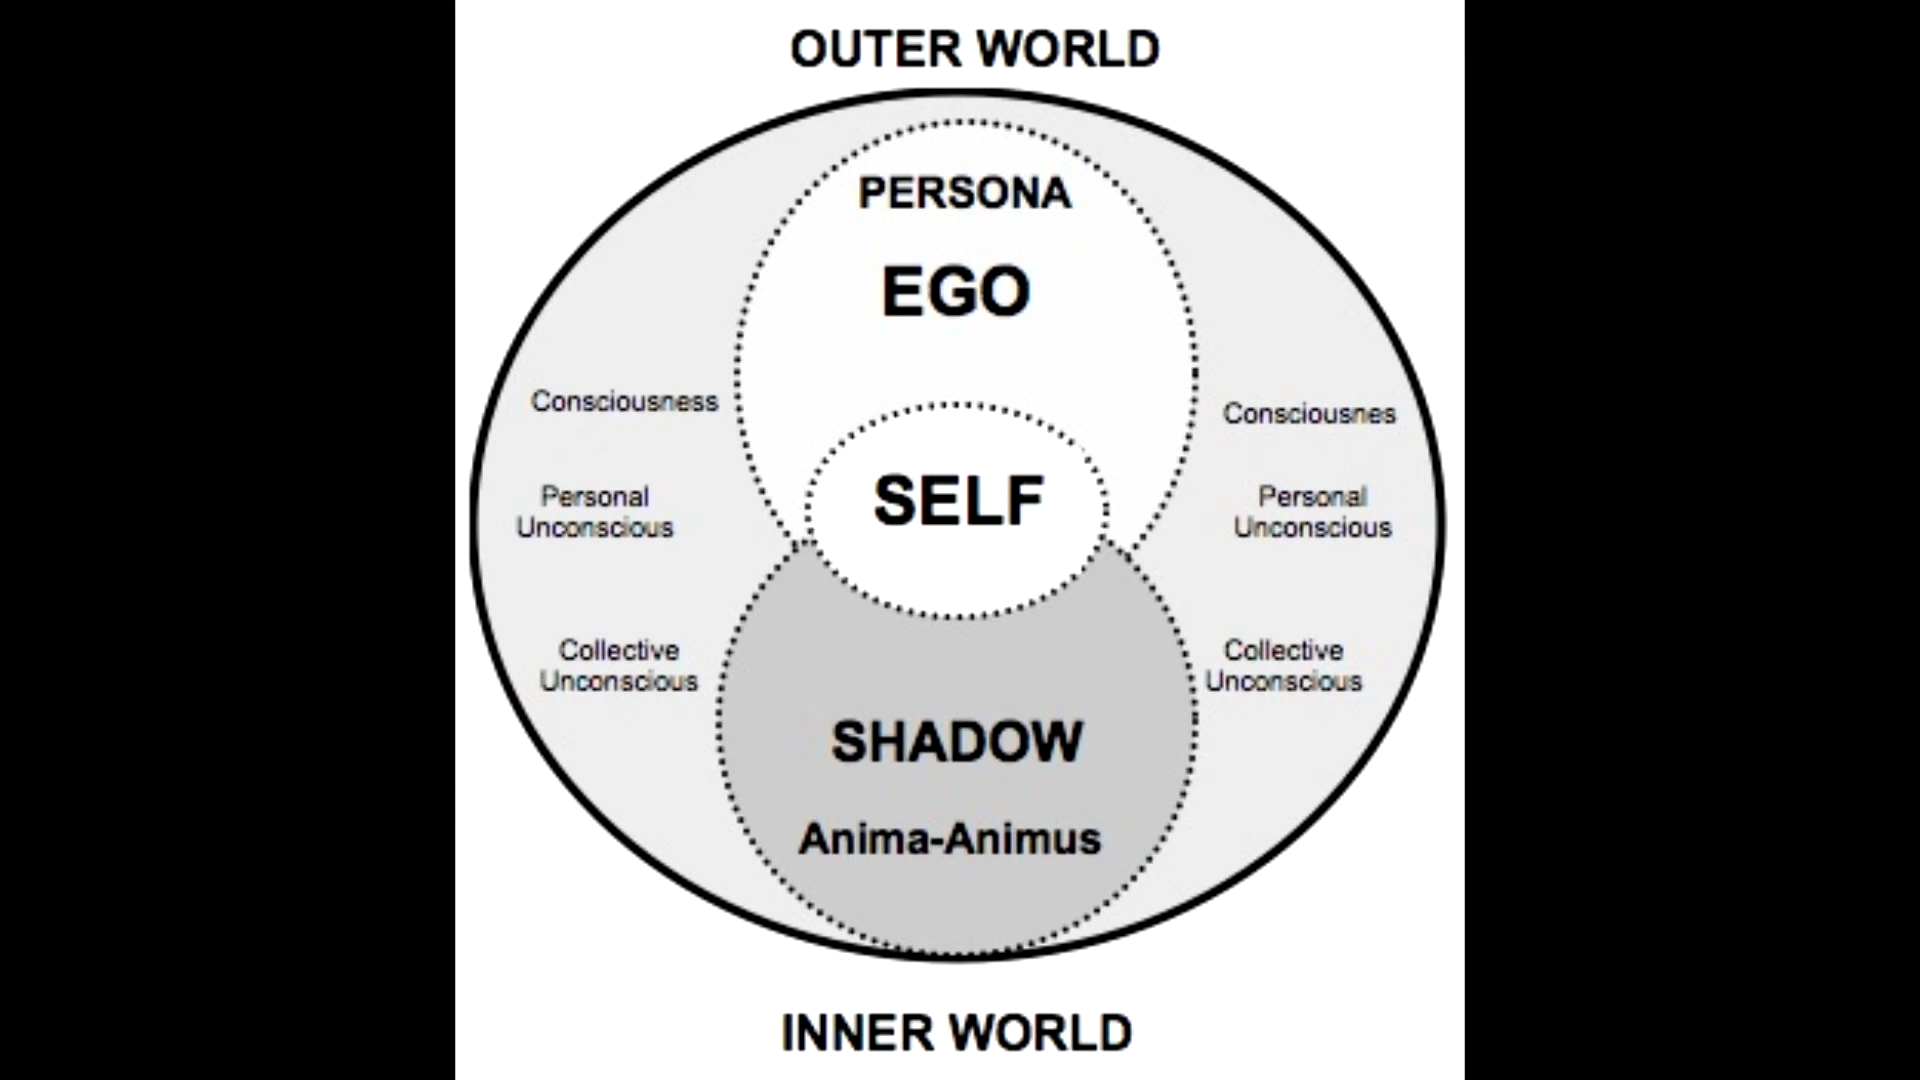 OUTER WORLD
PERSONA
EGO
Consciousness
Consciousnes
SELF
Personal
Unconscious
Personal
Unconscious
Collective
Unconscious
Collective
Unconscious
SHADOW
Anima-Animus
INNER WORLD